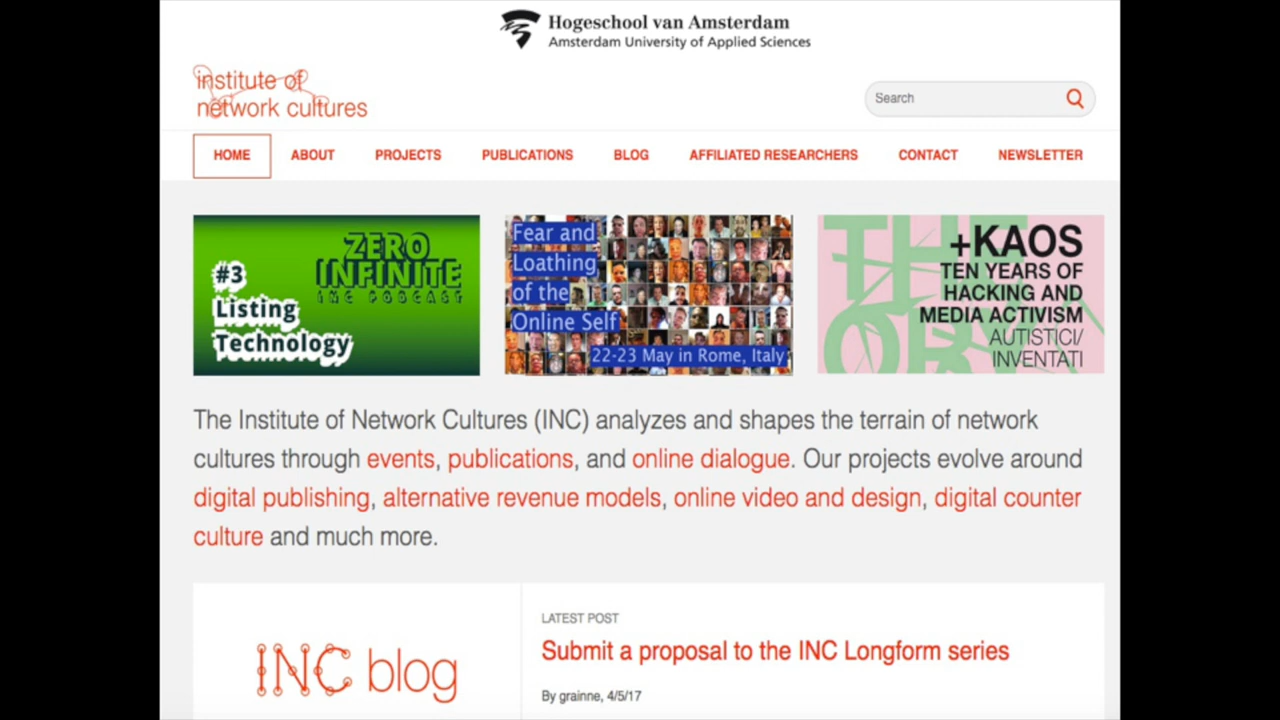 Hogeschool van Amsterdam
Amsterdam University of Applied Sciences
institute of
network cultures
Search
HOME ABOUT PROJECTS PUBLICATIONS BLOG AFFILIATED RESEARCHERS CONTACT NEWSLETTER
ZERO
INFINITE
INC PODCAST
#3
Listing
Technology
Fear and
Loathing
of the
Online Self
22-23 May in Rome, Italy
+KAOS
TEN YEARS OF
HACKING AND
MEDIA ACTIVISM
AUTISTICI/
INVENTATI
The Institute of Network Cultures (INC) analyzes and shapes the terrain of network
cultures through events, publications, and online dialogue. Our projects evolve around
digital publishing, alternative revenue models, online video and design, digital counter
culture and much more.
INC blog
LATEST POST
Submit a proposal to the INC Longform series
By grainne, 4/5/17